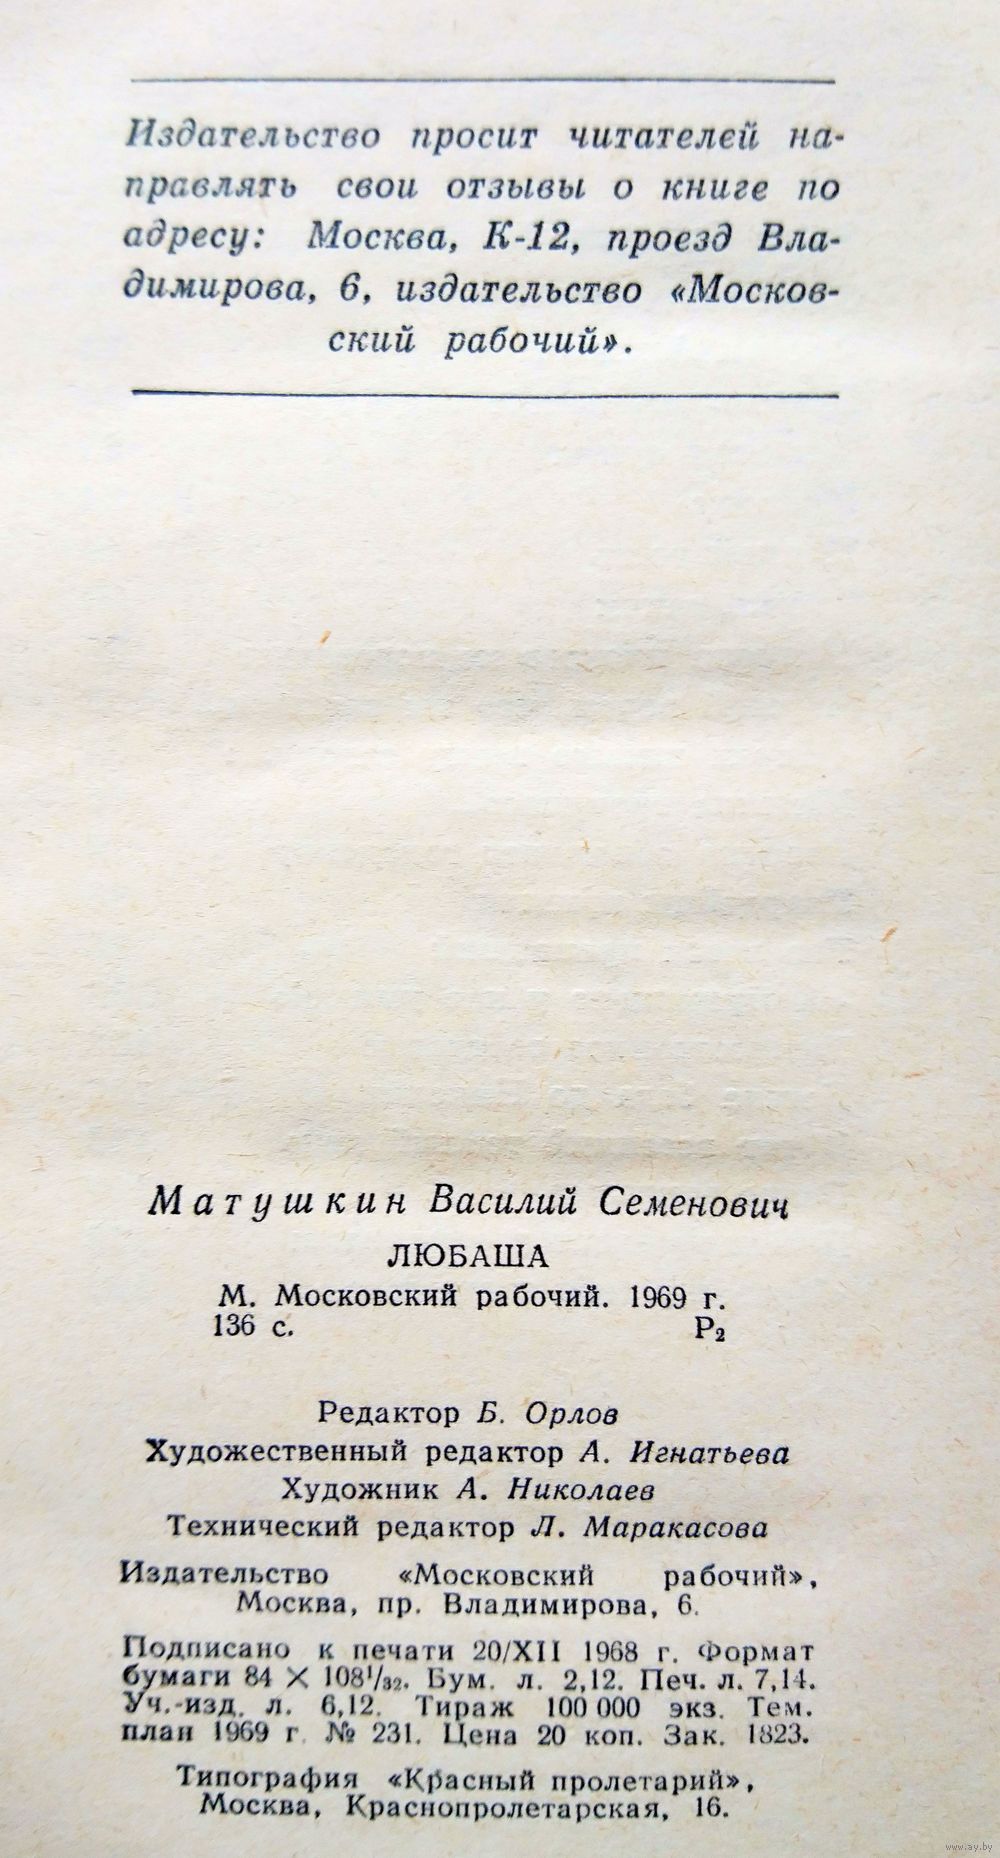 Издательство просит читателей на-
правлять свои отзывы о книге по
адресу: Москва, К-12, проезд Вла-
димирова, 6, издательство «Москов-
ский рабочий».
Матушкин Василий Семенович
ЛЮБАША
М. Московский рабочий. 1969 г.
136 с. Р₂
Редактор Б. Орлов
Художественный редактор А. Игнатьева
Художник А. Николаев
Технический редактор Л. Маракасова
Издательство «Московский рабочий»,
Москва, пр. Владимирова, 6.
Подписано к печати 20/XII 1968 г. Формат
бумаги 84 × 108¹/₃₂. Бум. л. 2,12. Печ. л. 7,14.
Уч.-изд. л. 6,12. Тираж 100 000 экз. Тем.
план 1969 г. № 231. Цена 20 коп. Зак. 1823.
Типография «Красный пролетарий»,
Москва, Краснопролетарская, 16.
www.ay.by